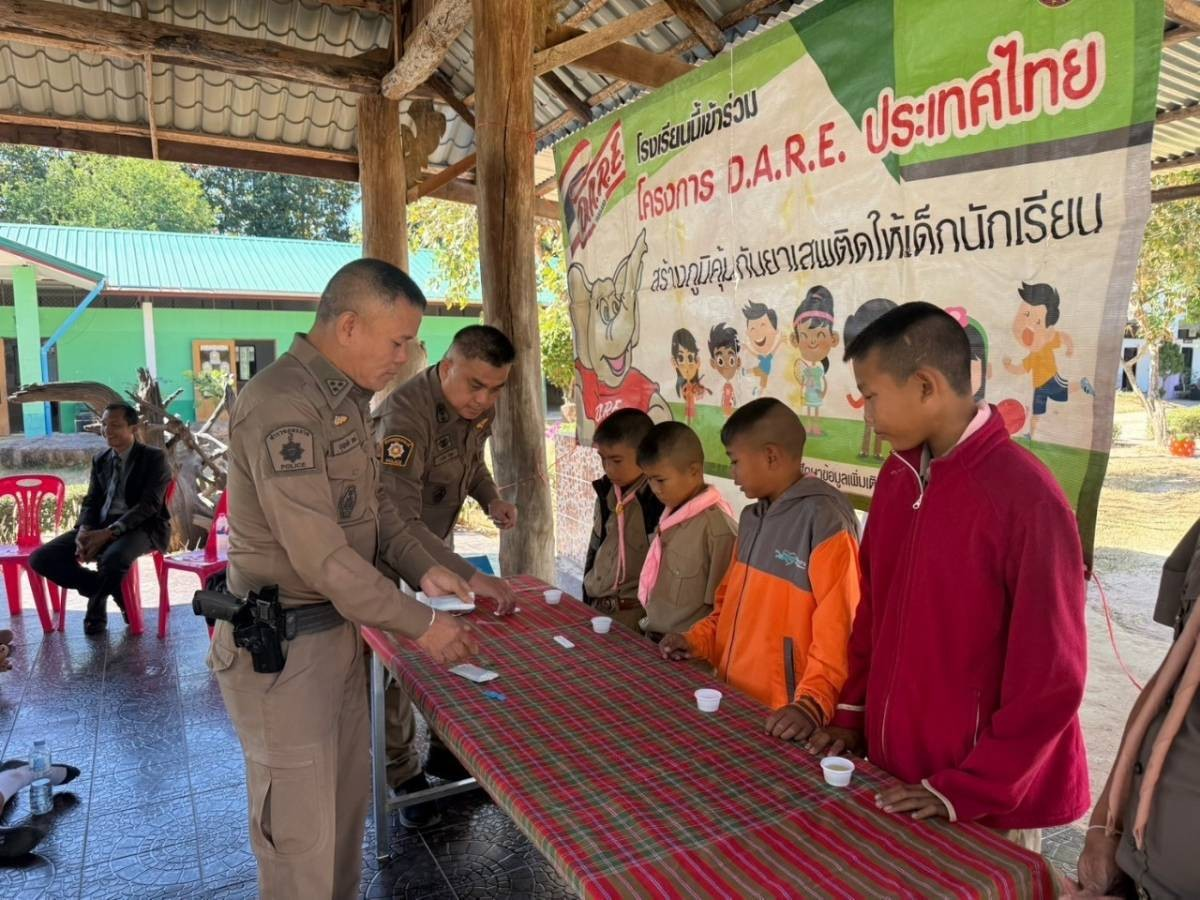 D.A.R.E.
โรงเรียนนี้เข้าร่วม
โครงการ D.A.R.E. ประเทศไทย
สร้างภูมิคุ้มกันยาเสพติดให้เด็กนักเรียน
D.A.R.E.
POLICE